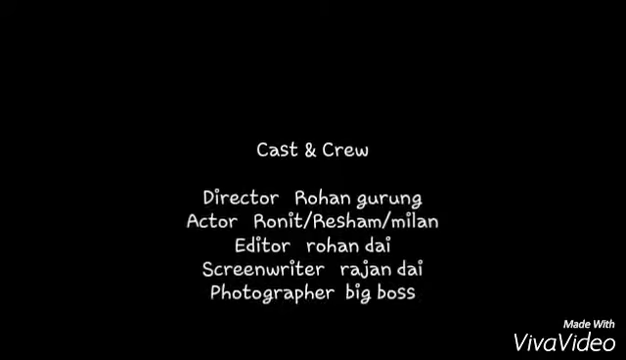 Cast & Crew
Director Rohan gurung
Actor Ronit/Resham/milan
Editor rohan dai
Screenwriter rajan dai
Photographer big boss
Made With
VivaVideo